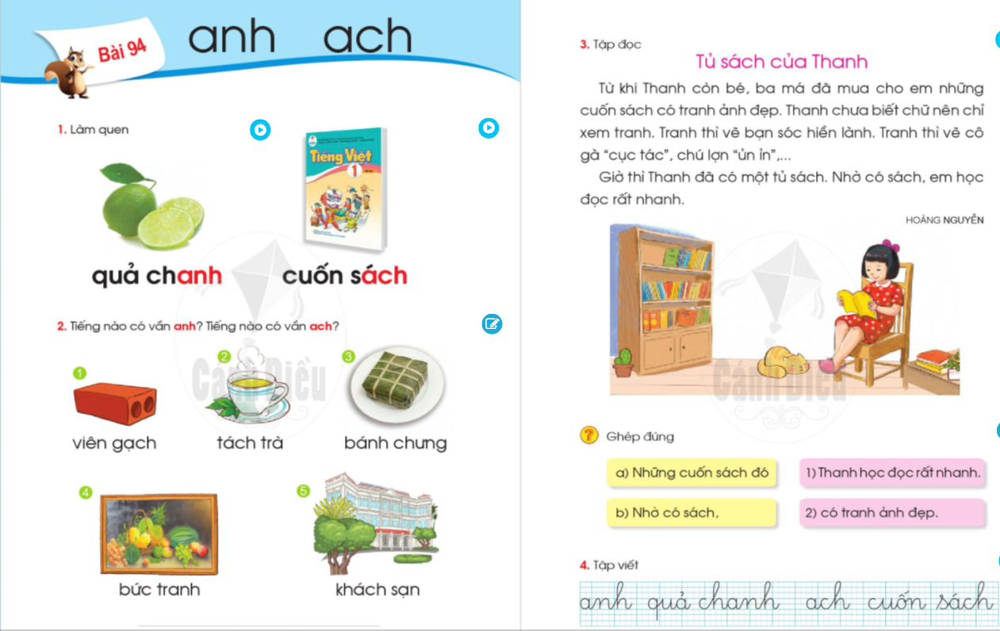 Bài 94
anh ach
1. Làm quen
Tiếng Việt
1
quả chanh
cuốn sách
2. Tiếng nào có vần anh? Tiếng nào có vần ach?
1
2
3
viên gạch
tách trà
bánh chưng
4
5
bức tranh
khách sạn
Cánh Diều
3. Tập đọc
Tủ sách của Thanh
Từ khi Thanh còn bé, ba má đã mua cho em những
cuốn sách có tranh ảnh đẹp. Thanh chưa biết chữ nên chỉ
xem tranh. Tranh thì vẽ bạn sóc hiền lành. Tranh thì vẽ cô
gà “cục tác”, chú lợn “ủn ỉn”,...
Giờ thì Thanh đã có một tủ sách. Nhờ có sách, em học
đọc rất nhanh.
HOÀNG NGUYỄN
Cánh Diều
? Ghép đúng
a) Những cuốn sách đó
1) Thanh học đọc rất nhanh.
b) Nhờ có sách,
2) có tranh ảnh đẹp.
4. Tập viết
anh quả chanh ach cuốn sách